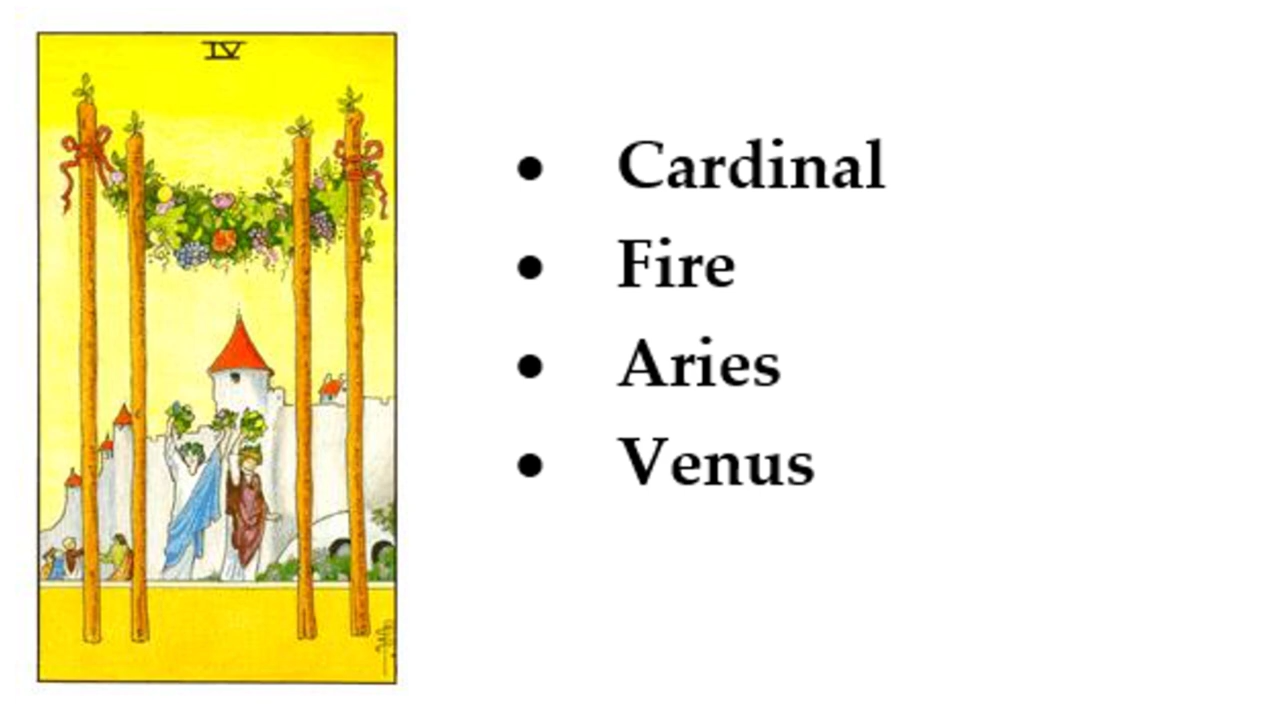 IV
• Cardinal
• Fire
• Aries
• Venus